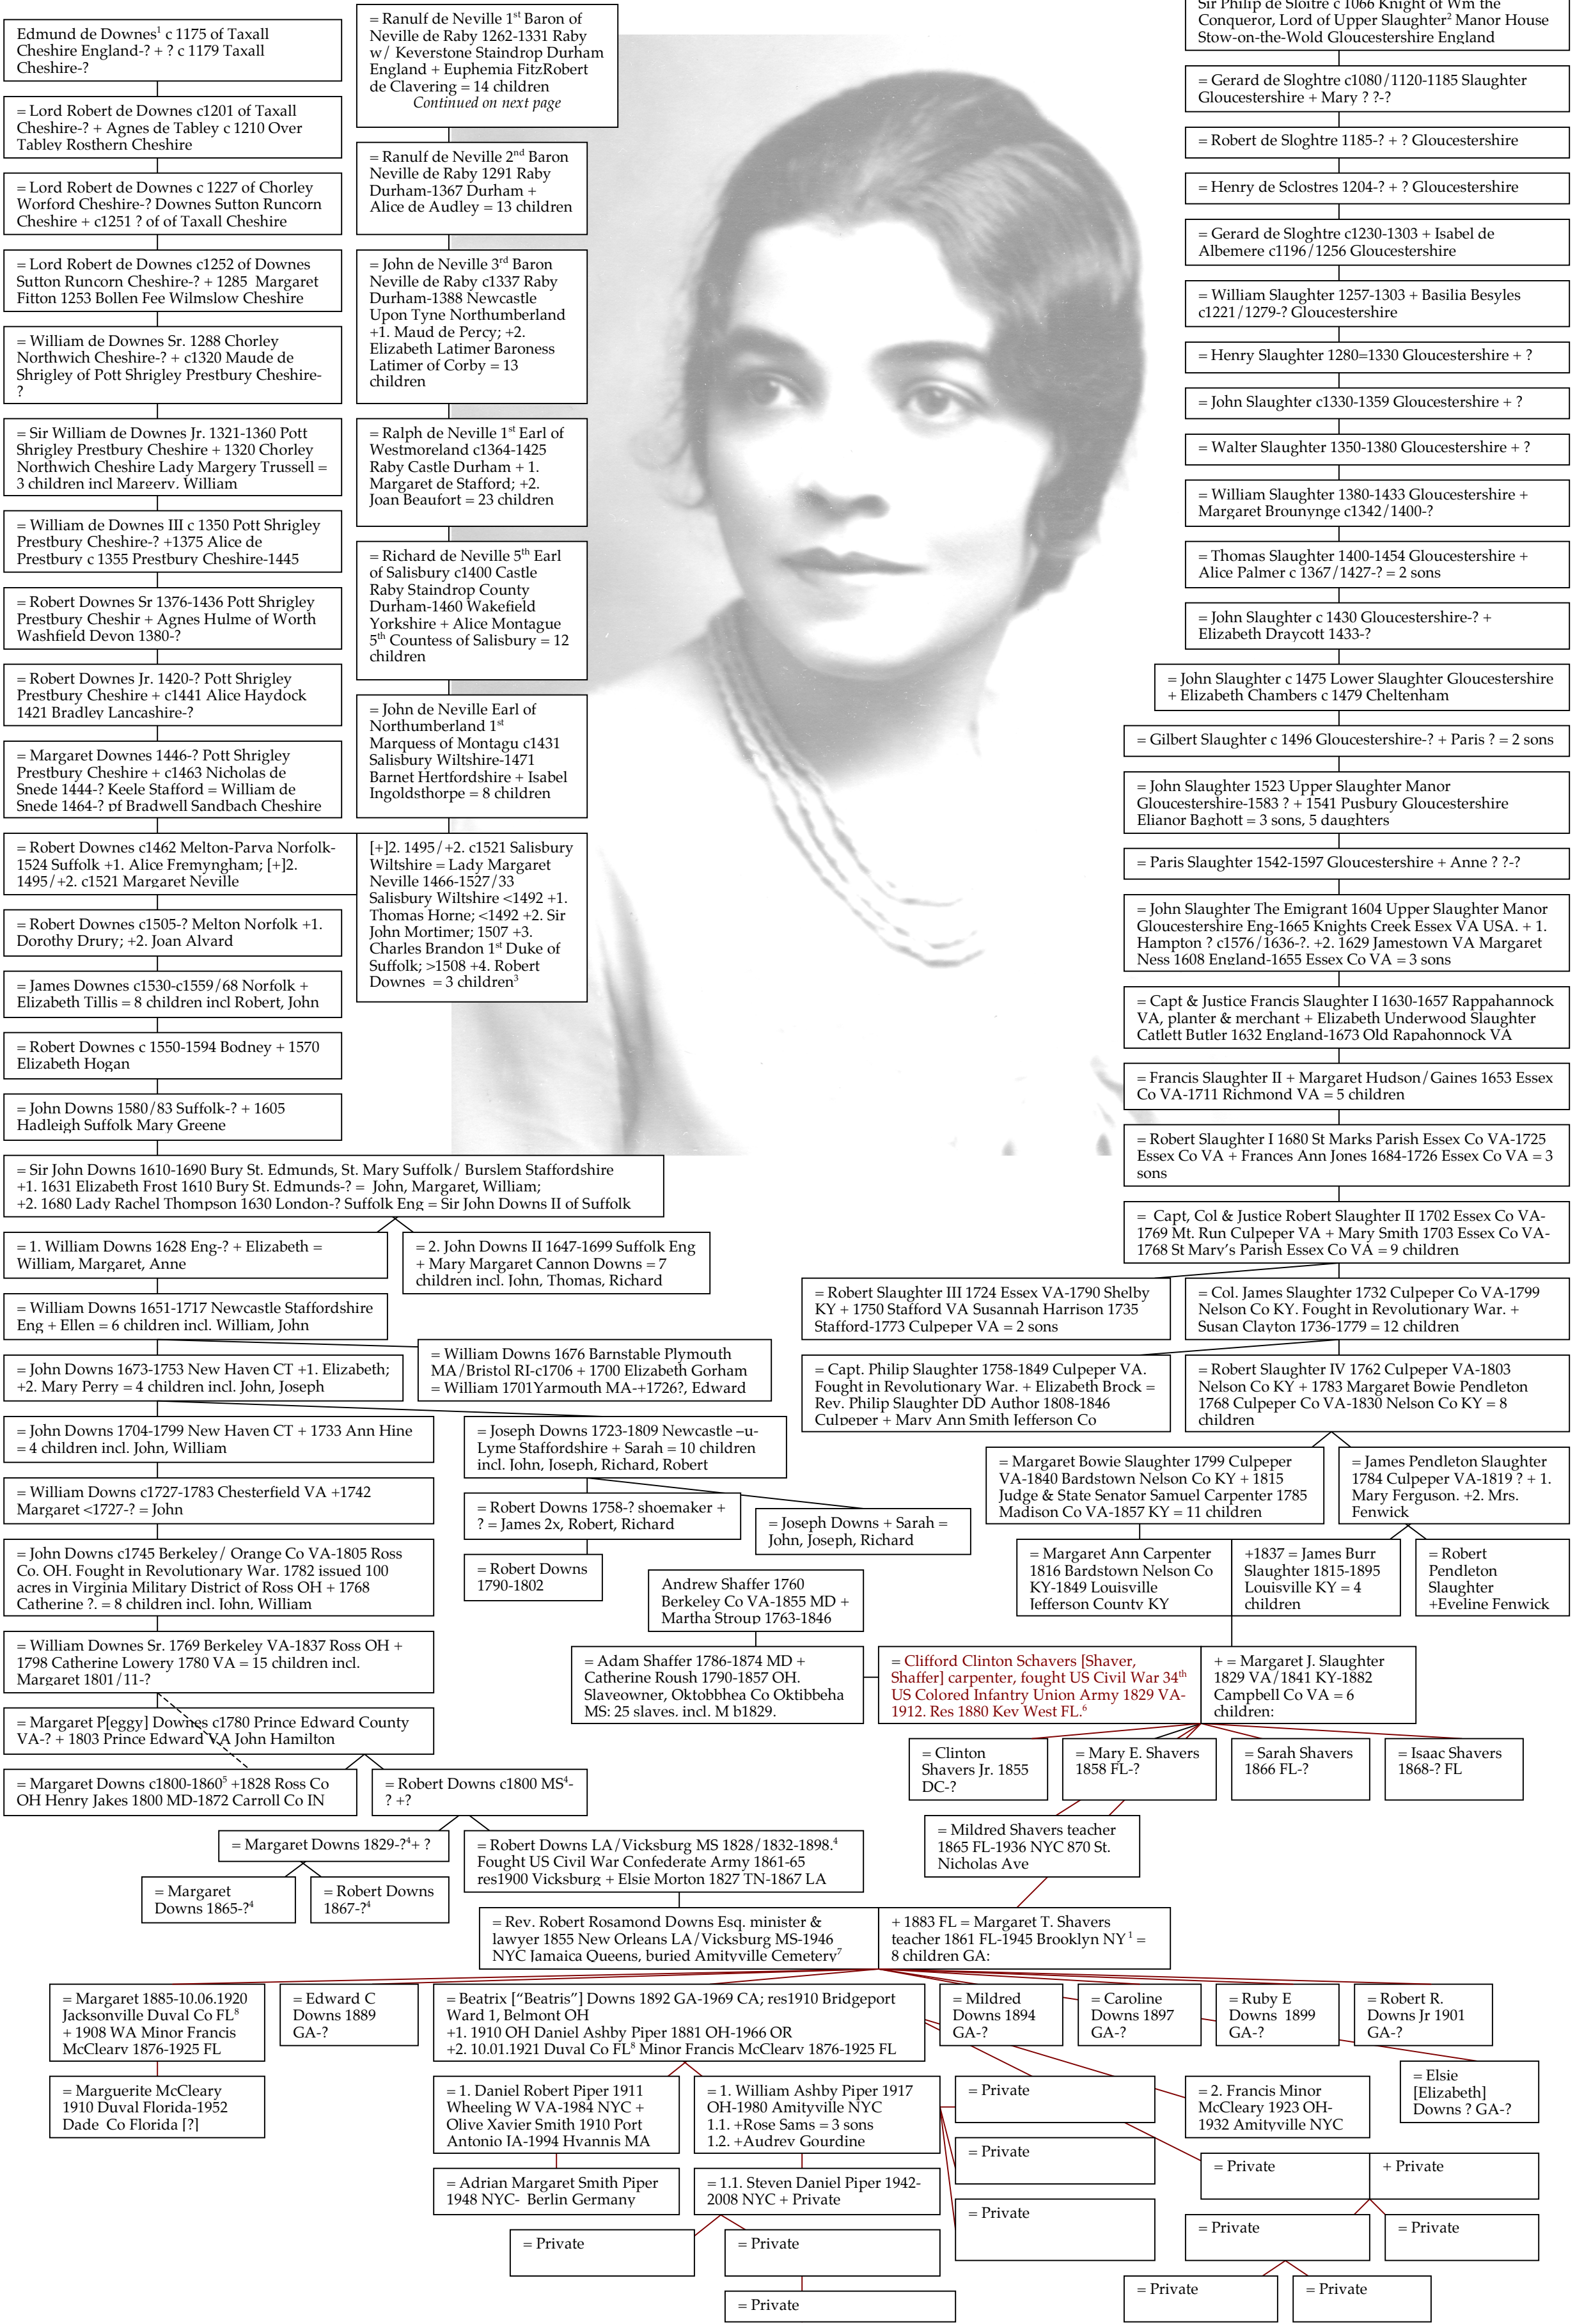 Edmund de Downes¹ c 1175 of Taxall
Cheshire England-? + ? c 1179 Taxall
Cheshire-?
= Lord Robert de Downes c1201 of Taxall
Cheshire-? + Agnes de Tabley c 1210 Over
Tabley Rosthern Cheshire
= Lord Robert de Downes c 1227 of Chorley
Worford Cheshire-? Downes Sutton Runcorn
Cheshire + c1251 ? of of Taxall Cheshire
= Lord Robert de Downes c1252 of Downes
Sutton Runcorn Cheshire-? + 1285 Margaret
Fitton 1253 Bollen Fee Wilmslow Cheshire
= William de Downes Sr. 1288 Chorley
Northwich Cheshire-? + c1320 Maude de
Shrigley of Pott Shrigley Prestbury Cheshire-
?
= Sir William de Downes Jr. 1321-1360 Pott
Shrigley Prestbury Cheshire + 1320 Chorley
Northwich Cheshire Lady Margery Trussell =
3 children incl Margery, William
= William de Downes III c 1350 Pott Shrigley
Prestbury Cheshire-? +1375 Alice de
Prestbury c 1355 Prestbury Cheshire-1445
= Robert Downes Sr 1376-1436 Pott Shrigley
Prestbury Cheshir + Agnes Hulme of Worth
Washfield Devon 1380-?
= Robert Downes Jr. 1420-? Pott Shrigley
Prestbury Cheshire + c1441 Alice Haydock
1421 Bradley Lancashire-?
= Margaret Downes 1446-? Pott Shrigley
Prestbury Cheshire + c1463 Nicholas de
Snede 1444-? Keele Stafford = William de
Snede 1464-? pf Bradwell Sandbach Cheshire
= Robert Downes c1462 Melton-Parva Norfolk-
1524 Suffolk +1. Alice Fremyngham; [+]2.
1495/+2. c1521 Margaret Neville
= Robert Downes c1505-? Melton Norfolk +1.
Dorothy Drury; +2. Joan Alvard
= James Downes c1530-c1559/68 Norfolk +
Elizabeth Tillis = 8 children incl Robert, John
= Robert Downes c 1550-1594 Bodney + 1570
Elizabeth Hogan
= John Downs 1580/83 Suffolk-? + 1605
Hadleigh Suffolk Mary Greene
= Ranulf de Neville 1st Baron of
Neville de Raby 1262-1331 Raby
w/ Keverstone Staindrop Durham
England + Euphemia FitzRobert
de Clavering = 14 children
Continued on next page
= Ranulf de Neville 2nd Baron
Neville de Raby 1291 Raby
Durham-1367 Durham +
Alice de Audley = 13 children
= John de Neville 3rd Baron
Neville de Raby c1337 Raby
Durham-1388 Newcastle
Upon Tyne Northumberland
+1. Maud de Percy; +2.
Elizabeth Latimer Baroness
Latimer of Corby = 13
children
= Ralph de Neville 1st Earl of
Westmoreland c1364-1425
Raby Castle Durham + 1.
Margaret de Stafford; +2.
Joan Beaufort = 23 children
= Richard de Neville 5th Earl
of Salisbury c1400 Castle
Raby Staindrop County
Durham-1460 Wakefield
Yorkshire + Alice Montague
5th Countess of Salisbury = 12
children
= John de Neville Earl of
Northumberland 1st
Marquess of Montagu c1431
Salisbury Wiltshire-1471
Barnet Hertfordshire + Isabel
Ingoldsthorpe = 8 children
[+]2. 1495/+2. c1521 Salisbury
Wiltshire = Lady Margaret
Neville 1466-1527/33
Salisbury Wiltshire <1492 +1.
Thomas Horne; <1492 +2. Sir
John Mortimer; 1507 +3.
Charles Brandon 1st Duke of
Suffolk; >1508 +4. Robert
Downes = 3 children³
Sir Philip de Sloitre c 1066 Knight of Wm the
Conqueror, Lord of Upper Slaughter² Manor House
Stow-on-the-Wold Gloucestershire England
= Gerard de Sloghtre c1080/1120-1185 Slaughter
Gloucestershire + Mary ? ?-?
= Robert de Sloghtre 1185-? + ? Gloucestershire
= Henry de Sclostres 1204-? + ? Gloucestershire
= Gerard de Sloghtre c1230-1303 + Isabel de
Albemere c1196/1256 Gloucestershire
= William Slaughter 1257-1303 + Basilia Besyles
c1221/1279-? Gloucestershire
= Henry Slaughter 1280=1330 Gloucestershire + ?
= John Slaughter c1330-1359 Gloucestershire + ?
= Walter Slaughter 1350-1380 Gloucestershire + ?
= William Slaughter 1380-1433 Gloucestershire +
Margaret Brounynge c1342/1400-?
= Thomas Slaughter 1400-1454 Gloucestershire +
Alice Palmer c 1367/1427-? = 2 sons
= John Slaughter c 1430 Gloucestershire-? +
Elizabeth Draycott 1433-?
= John Slaughter c 1475 Lower Slaughter Gloucestershire
+ Elizabeth Chambers c 1479 Cheltenham
= Gilbert Slaughter c 1496 Gloucestershire-? + Paris ? = 2 sons
= John Slaughter 1523 Upper Slaughter Manor
Gloucestershire-1583 ? + 1541 Pusbury Gloucestershire
Elianor Baghott = 3 sons, 5 daughters
= Paris Slaughter 1542-1597 Gloucestershire + Anne ? ?-?
= John Slaughter The Emigrant 1604 Upper Slaughter Manor
Gloucestershire Eng-1665 Knights Creek Essex VA USA. + 1.
Hampton ? c1576/1636-?. +2. 1629 Jamestown VA Margaret
Ness 1608 England-1655 Essex Co VA = 3 sons
= Capt & Justice Francis Slaughter I 1630-1657 Rappahannock
VA, planter & merchant + Elizabeth Underwood Slaughter
Catlett Butler 1632 England-1673 Old Rapahonnock VA
= Francis Slaughter II + Margaret Hudson/Gaines 1653 Essex
Co VA-1711 Richmond VA = 5 children
= Robert Slaughter I 1680 St Marks Parish Essex Co VA-1725
Essex Co VA + Frances Ann Jones 1684-1726 Essex Co VA = 3
sons
= Capt, Col & Justice Robert Slaughter II 1702 Essex Co VA-
1769 Mt. Run Culpeper VA + Mary Smith 1703 Essex Co VA-
1768 St Mary's Parish Essex Co VA = 9 children
= Sir John Downs 1610-1690 Bury St. Edmunds, St. Mary Suffolk/ Burslem Staffordshire
+1. 1631 Elizabeth Frost 1610 Bury St. Edmunds-? = John, Margaret, William;
+2. 1680 Lady Rachel Thompson 1630 London-? Suffolk Eng = Sir John Downs II of Suffolk
= 1. William Downs 1628 Eng-? + Elizabeth =
William, Margaret, Anne
= 2. John Downs II 1647-1699 Suffolk Eng
+ Mary Margaret Cannon Downs = 7
children incl. John, Thomas, Richard
= William Downs 1651-1717 Newcastle Staffordshire
Eng + Ellen = 6 children incl. William, John
= John Downs 1673-1753 New Haven CT +1. Elizabeth;
+2. Mary Perry = 4 children incl. John, Joseph
= William Downs 1676 Barnstable Plymouth
MA/Bristol RI-c1706 + 1700 Elizabeth Gorham
= William 1701Yarmouth MA-+1726?, Edward
= Robert Slaughter III 1724 Essex VA-1790 Shelby
KY + 1750 Stafford VA Susannah Harrison 1735
Stafford-1773 Culpeper VA = 2 sons
= Col. James Slaughter 1732 Culpeper Co VA-1799
Nelson Co KY. Fought in Revolutionary War. +
Susan Clayton 1736-1779 = 12 children
= Capt. Philip Slaughter 1758-1849 Culpeper VA.
Fought in Revolutionary War. + Elizabeth Brock =
Rev. Philip Slaughter DD Author 1808-1846
Culpeper + Mary Ann Smith Jefferson Co
= Robert Slaughter IV 1762 Culpeper VA-1803
Nelson Co KY + 1783 Margaret Bowie Pendleton
1768 Culpeper Co VA-1830 Nelson Co KY = 8
children
= John Downs 1704-1799 New Haven CT + 1733 Ann Hine
= 4 children incl. John, William
= Joseph Downs 1723-1809 Newcastle –u-
Lyme Staffordshire + Sarah = 10 children
incl. John, Joseph, Richard, Robert
= Margaret Bowie Slaughter 1799 Culpeper
VA-1840 Bardstown Nelson Co KY + 1815
Judge & State Senator Samuel Carpenter 1785
Madison Co VA-1857 KY = 11 children
= James Pendleton Slaughter
1784 Culpeper VA-1819 ? + 1.
Mary Ferguson. +2. Mrs.
Fenwick
= William Downs c1727-1783 Chesterfield VA +1742
Margaret <1727-? = John
= Robert Downs 1758-? shoemaker +
? = James 2x, Robert, Richard
= Joseph Downs + Sarah =
John, Joseph, Richard
= John Downs c1745 Berkeley/ Orange Co VA-1805 Ross
Co. OH. Fought in Revolutionary War. 1782 issued 100
acres in Virginia Military District of Ross OH + 1768
Catherine ?. = 8 children incl. John, William
= Robert Downs
1790-1802
Andrew Shaffer 1760
Berkeley Co VA-1855 MD +
Martha Stroup 1763-1846
= Margaret Ann Carpenter
1816 Bardstown Nelson Co
KY-1849 Louisville
Jefferson County KY
+1837 = James Burr
Slaughter 1815-1895
Louisville KY = 4
children
= Robert
Pendleton
Slaughter
+Eveline Fenwick
= William Downes Sr. 1769 Berkeley VA-1837 Ross OH +
1798 Catherine Lowery 1780 VA = 15 children incl.
Margaret 1801/11-?
= Adam Shaffer 1786-1874 MD +
Catherine Roush 1790-1857 OH.
Slaveowner, Oktobbhea Co Oktibbeha
MS: 25 slaves. incl. M b1829.
= Clifford Clinton Schavers [Shaver,
Shaffer] carpenter, fought US Civil War 34th
US Colored Infantry Union Army 1829 VA-
1912. Res 1880 Key West FL.⁶
+ = Margaret J. Slaughter
1829 VA/1841 KY-1882
Campbell Co VA = 6
children:
= Margaret P[eggy] Downes c1780 Prince Edward County
VA-? + 1803 Prince Edward VA John Hamilton
= Clinton
Shavers Jr. 1855
DC-?
= Mary E. Shavers
1858 FL-?
= Sarah Shavers
1866 FL-?
= Isaac Shavers
1868-? FL
= Margaret Downs c1800-1860⁵ +1828 Ross Co
OH Henry Jakes 1800 MD-1872 Carroll Co IN
= Robert Downs c1800 MS⁴-
? +?
= Mildred Shavers teacher
1865 FL-1936 NYC 870 St.
Nicholas Ave
= Margaret Downs 1829-?⁴+ ?
= Robert Downs LA/Vicksburg MS 1828/1832-1898.⁴
Fought US Civil War Confederate Army 1861-65
res1900 Vicksburg + Elsie Morton 1827 TN-1867 LA
= Margaret
Downs 1865-?⁴
= Robert Downs
1867-?⁴
= Rev. Robert Rosamond Downs Esq. minister &
lawyer 1855 New Orleans LA/Vicksburg MS-1946
NYC Jamaica Queens, buried Amityville Cemetery⁷
+ 1883 FL = Margaret T. Shavers
teacher 1861 FL-1945 Brooklyn NY ¹ =
8 children GA:
= Margaret 1885-10.06.1920
Jacksonville Duval Co FL⁸
+ 1908 WA Minor Francis
McCleary 1876-1925 FL
= Edward C
Downs 1889
GA-?
= Beatrix ["Beatris"] Downs 1892 GA-1969 CA; res1910 Bridgeport
Ward 1, Belmont OH
+1. 1910 OH Daniel Ashby Piper 1881 OH-1966 OR
+2. 10.01.1921 Duval Co FL⁸ Minor Francis McCleary 1876-1925 FL
= Mildred
Downs 1894
GA-?
= Caroline
Downs 1897
GA-?
= Ruby E
Downs 1899
GA-?
= Robert R.
Downs Jr 1901
GA-?
= Elsie
[Elizabeth]
Downs ? GA-?
= Marguerite McCleary
1910 Duval Florida-1952
Dade Co Florida [?]
= 1. Daniel Robert Piper 1911
Wheeling W VA-1984 NYC +
Olive Xavier Smith 1910 Port
Antonio JA-1994 Hyannis MA
= 1. William Ashby Piper 1917
OH-1980 Amityville NYC
1.1. +Rose Sams = 3 sons
1.2. +Audrey Gourdine
= Private
= 2. Francis Minor
McCleary 1923 OH-
1932 Amityville NYC
= Private
= Private
+ Private
= Adrian Margaret Smith Piper
1948 NYC- Berlin Germany
= 1.1. Steven Daniel Piper 1942-
2008 NYC + Private
= Private
= Private
= Private
= Private
= Private
= Private
= Private
= Private